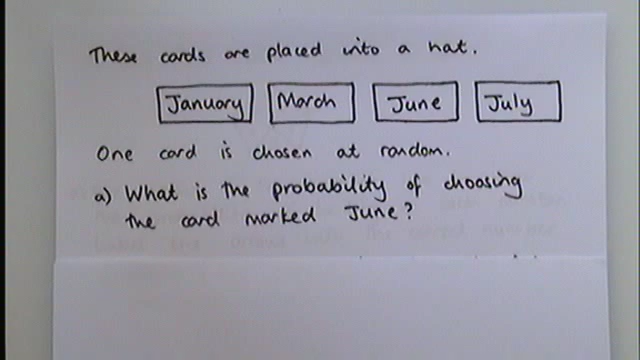 These cards are placed into a hat.
January March June July
One card is chosen at random.
a) What is the probability of choosing
the card marked June?